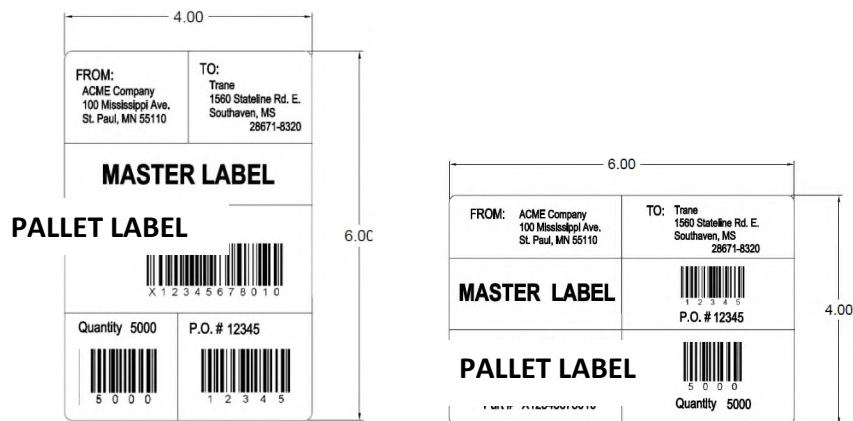 4.00
FROM:
ACME Company
100 Mississippi Ave.
St. Paul, MN 55110
TO:
Trane
1560 Stateline Rd. E.
Southaven, MS
28671-8320
MASTER LABEL
PALLET LABEL
X12345678010
Quantity 5000
5000
P.O. # 12345
12345
6.00
6.00
FROM: ACME Company
100 Mississippi Ave.
St. Paul, MN 55110
TO: Trane
1560 Stateline Rd. E.
Southaven, MS
28671-8320
MASTER LABEL
12345
P.O. # 12345
PALLET LABEL
5000
Quantity 5000
4.00